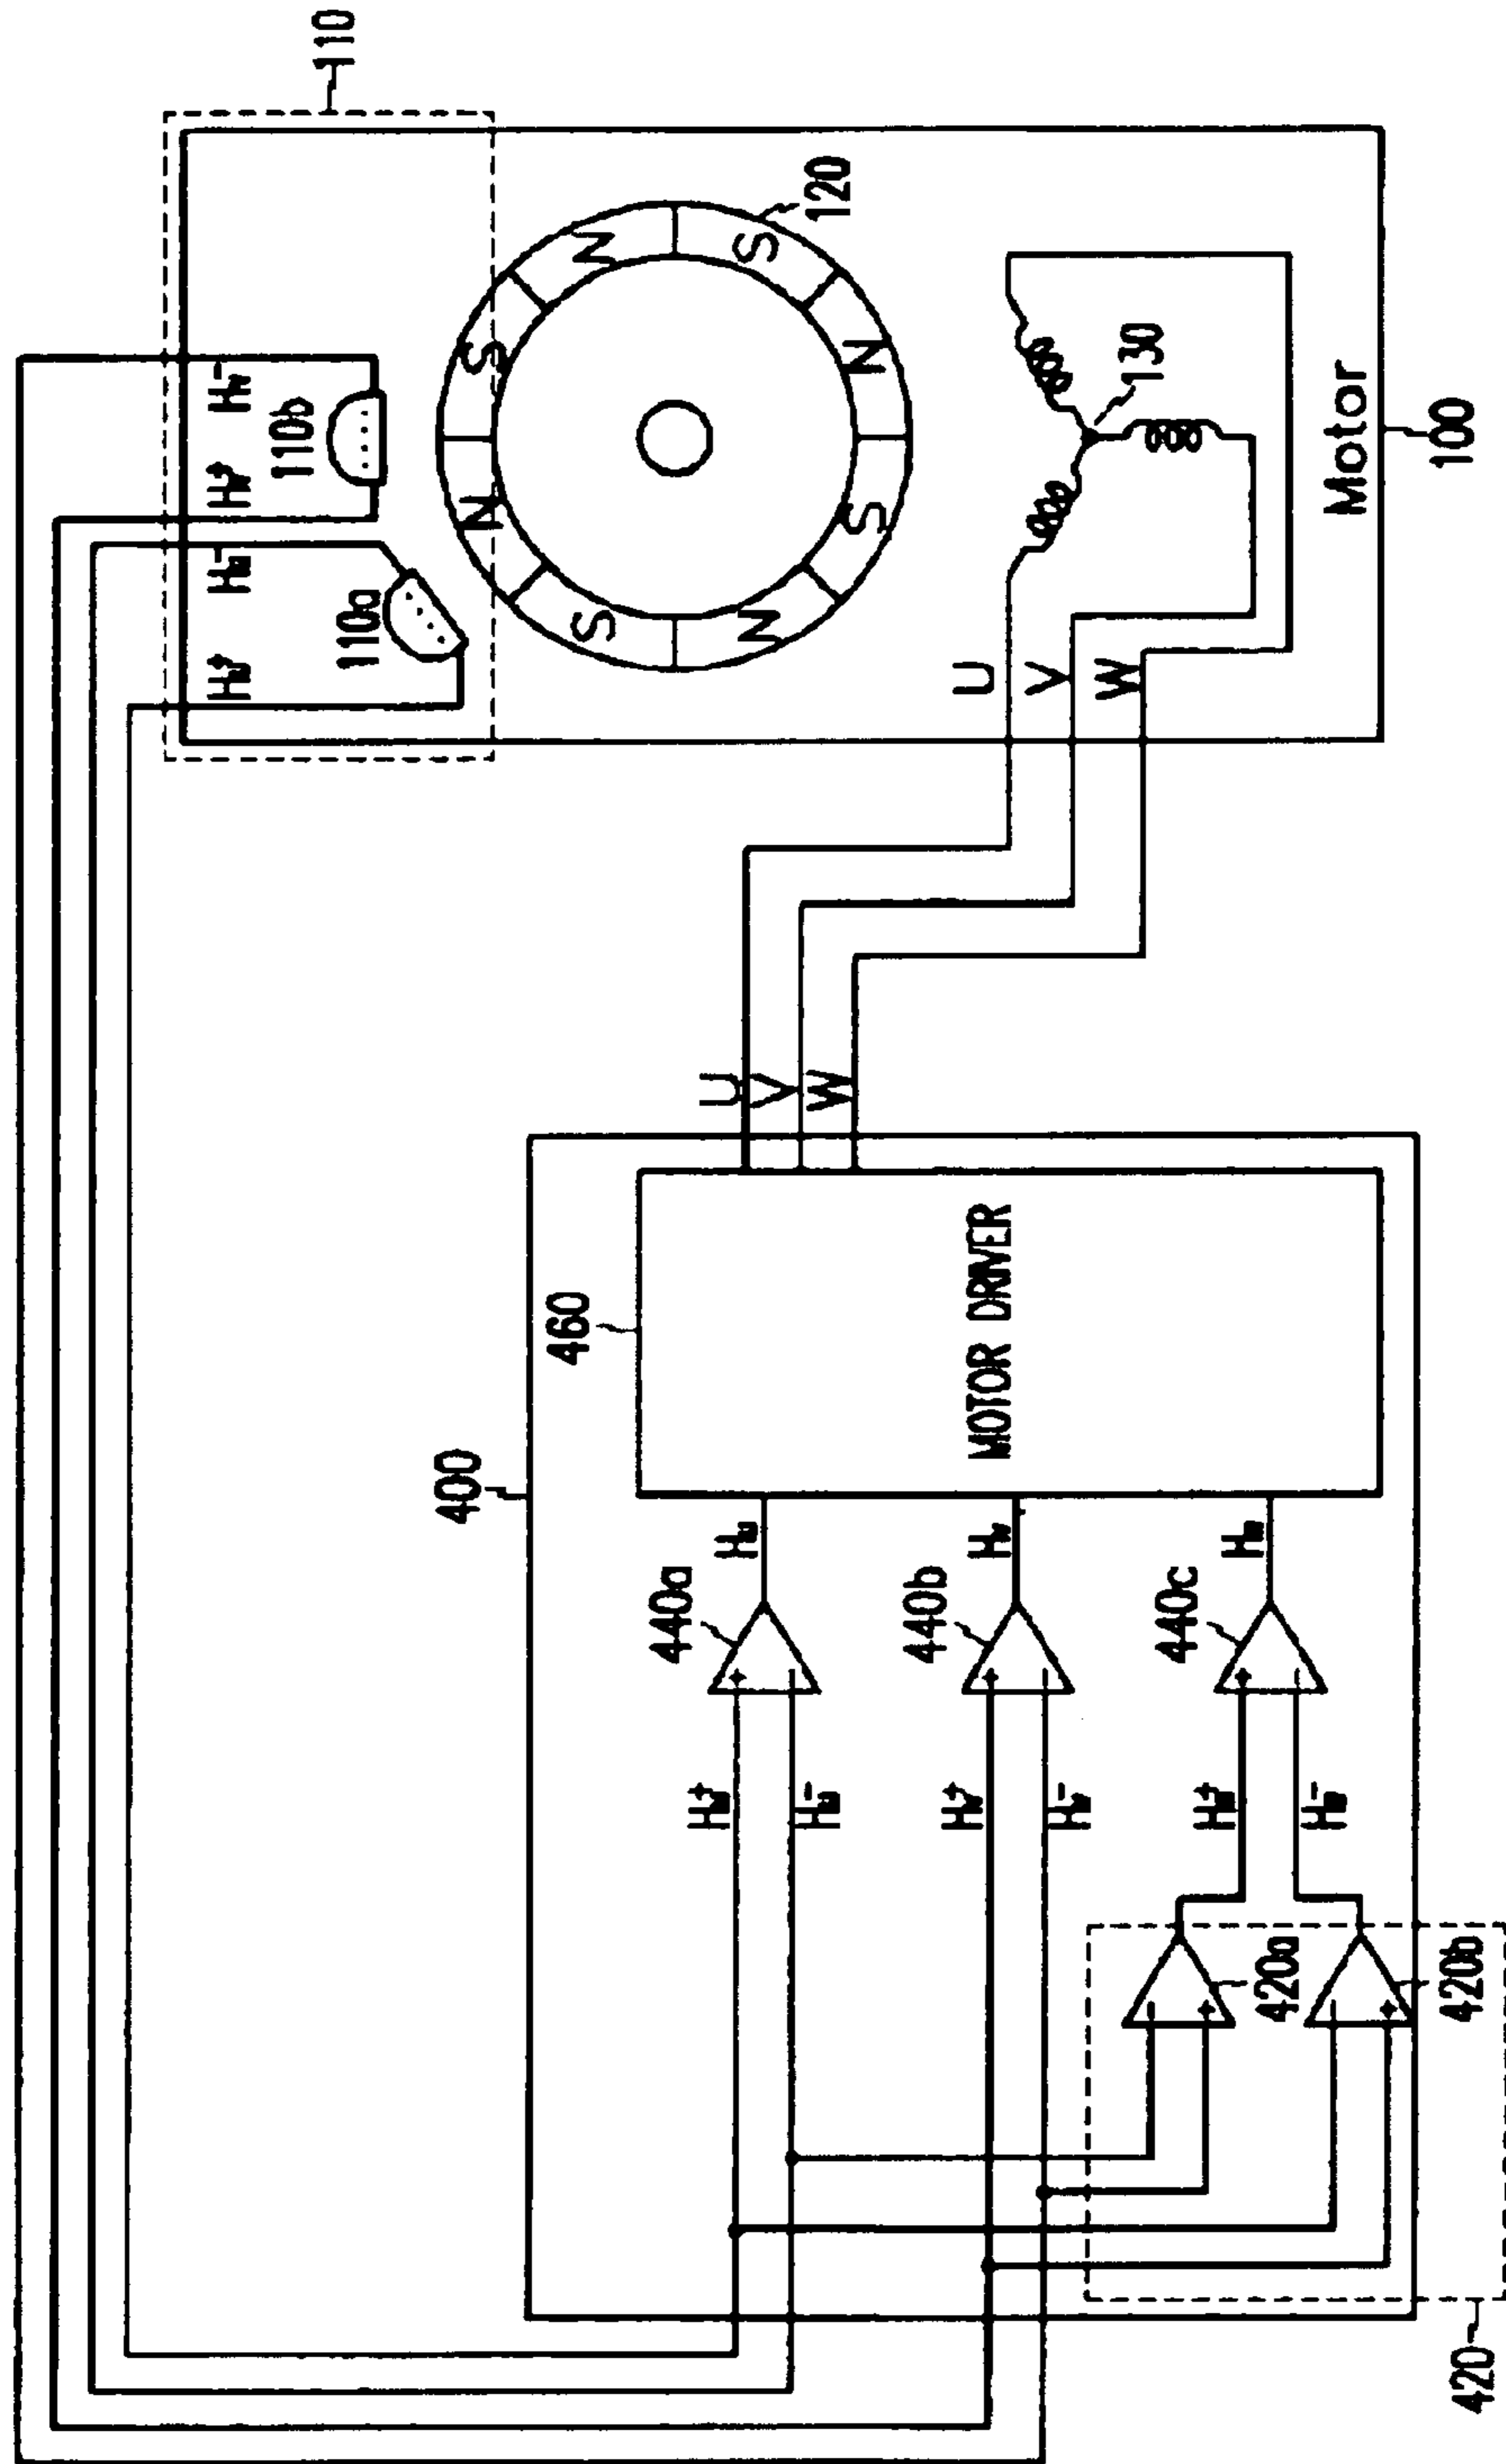 110
Hu+
Hu-
Hv+
Hv-
110a
110b
S
N
S
N
S
N
S
N
120
130
U
V
W
Motor
100
U
V
W
400
460
MOTOR DRIVER
Hu
Hv
Hw
440a
440b
440c
Hu+
Hu-
Hv+
Hv-
Hw+
Hw-
+
-
+
-
+
-
-
+
420a
-
+
420b
420